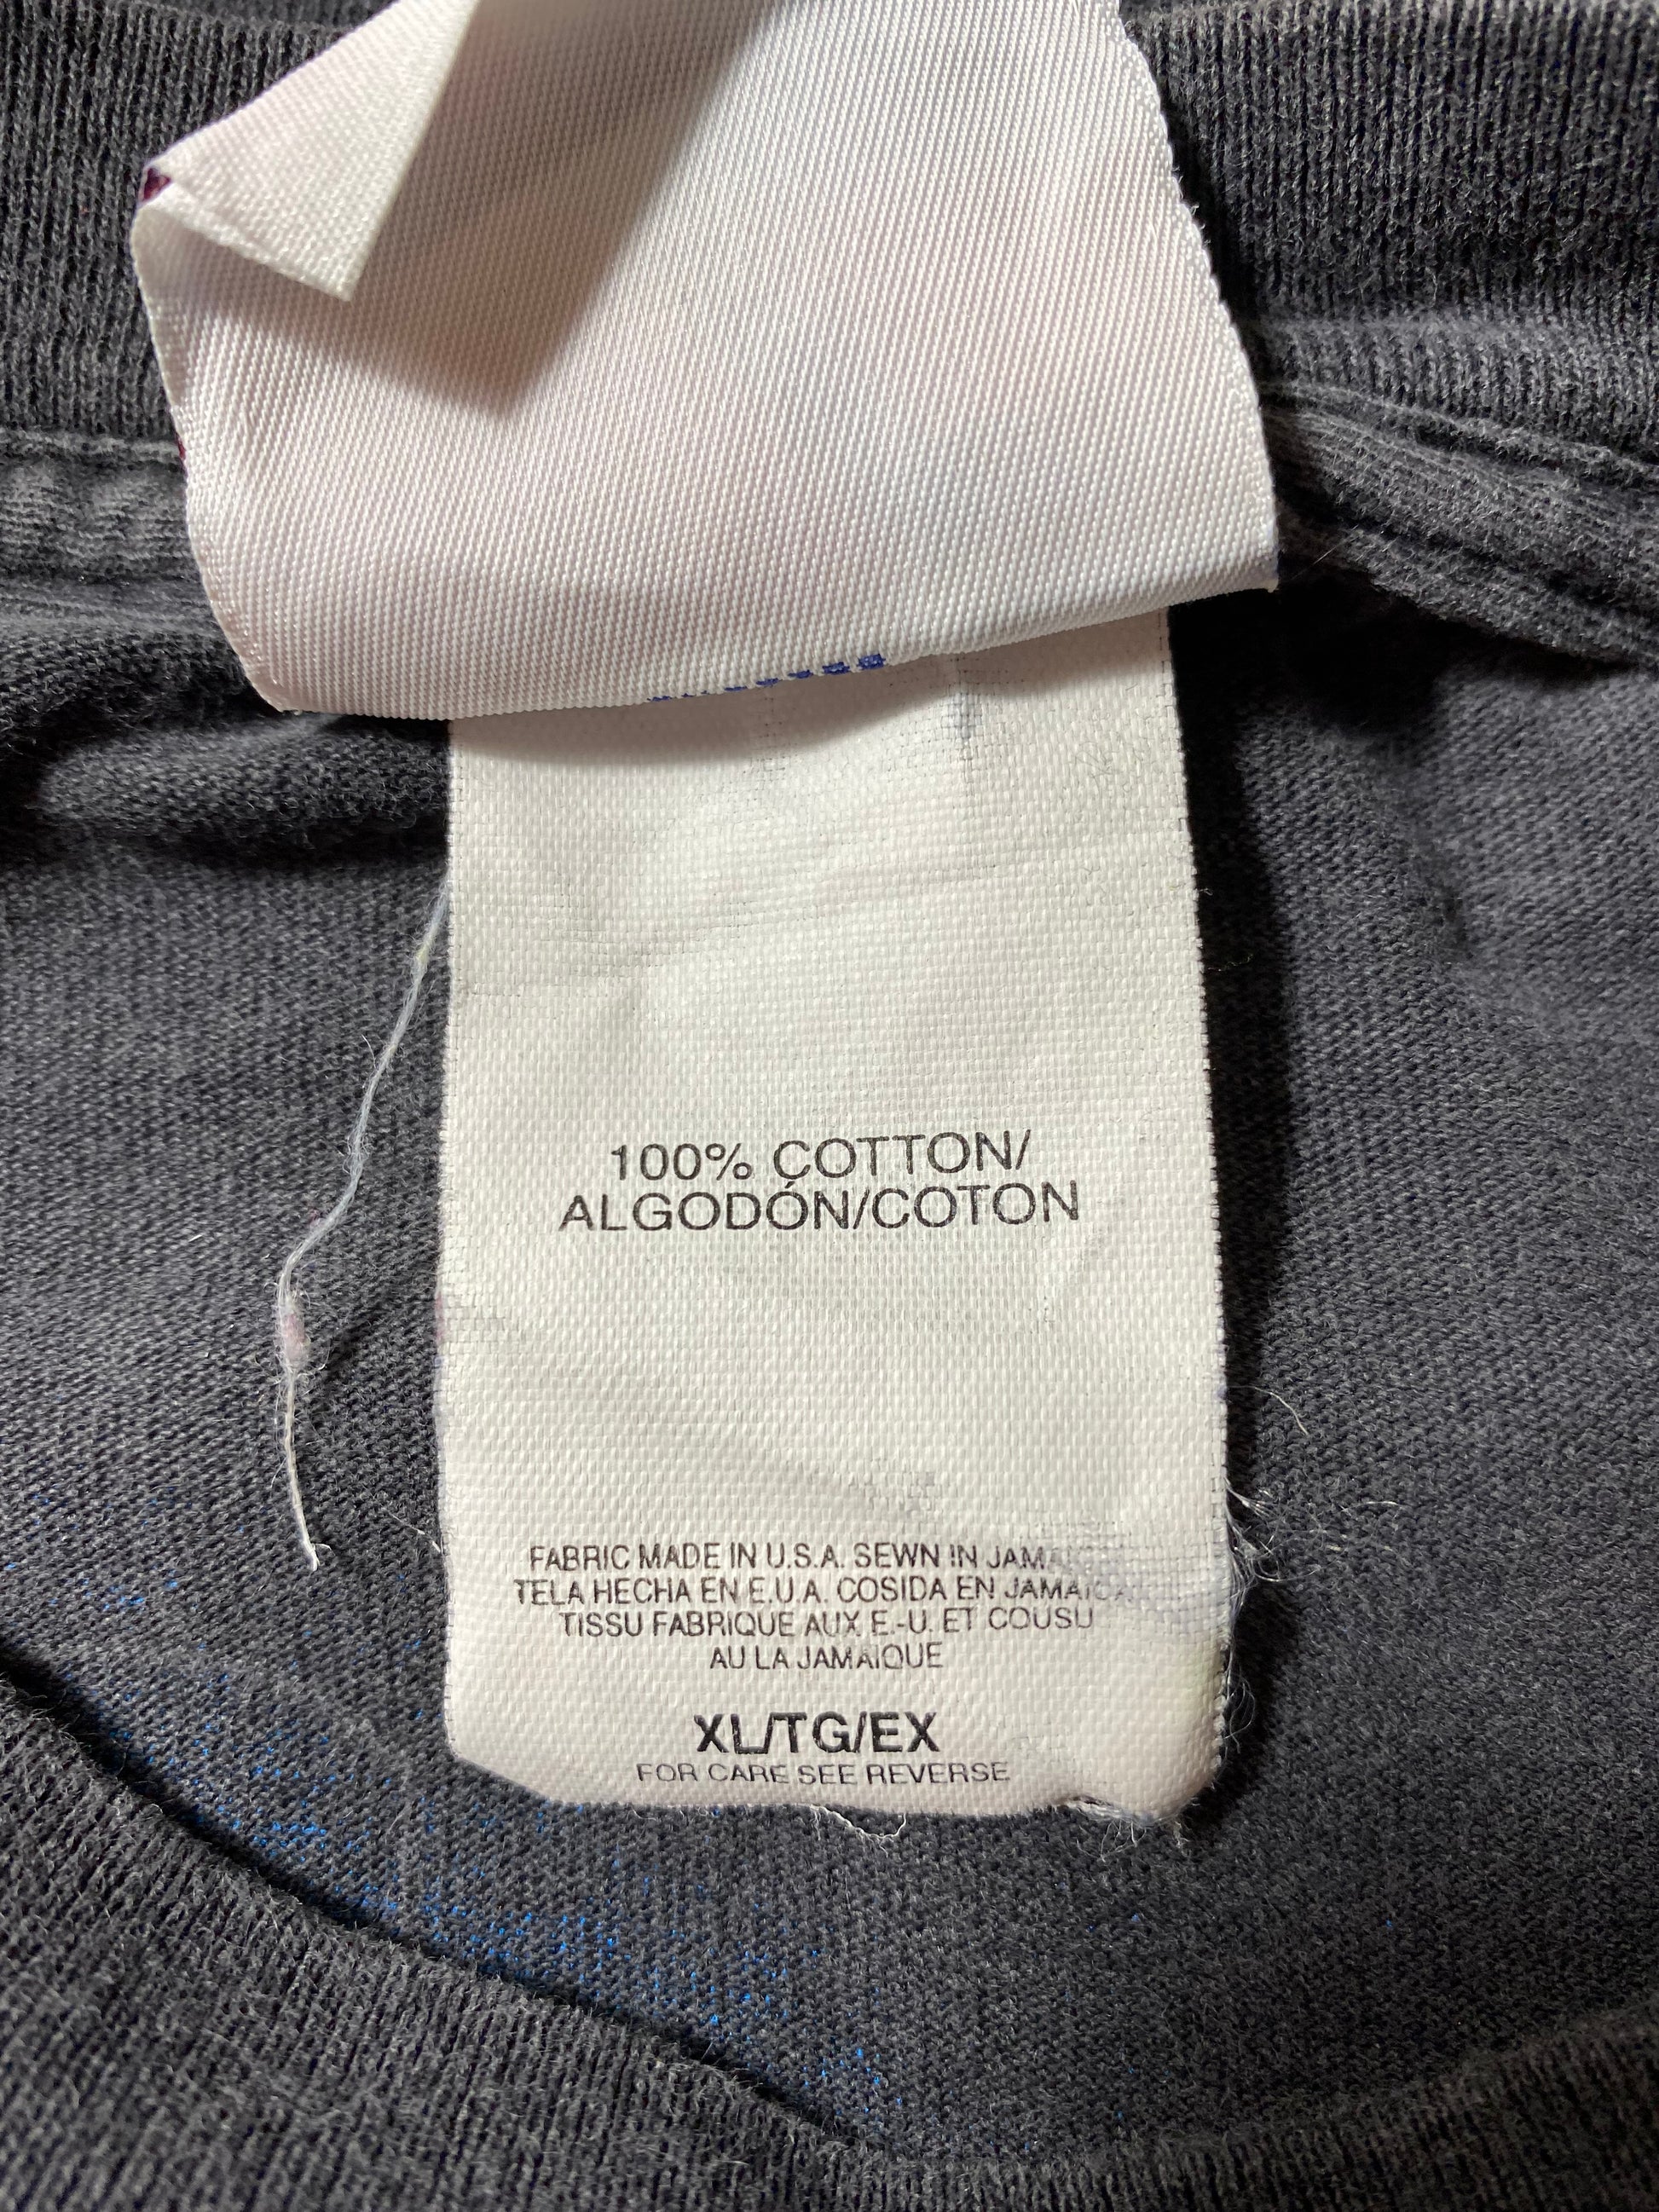 100% COTTON/
ALGODÓN/COTON
FABRIC MADE IN U.S.A. SEWN IN
TELA HECHA EN E.U.A. COSIDA EN JAMAICA
TISSU FABRIQUE AUX E.-U. ET COUSU
AU LA JAMAIQUE
XL/TG/EX
FOR CARE SEE REVERSE